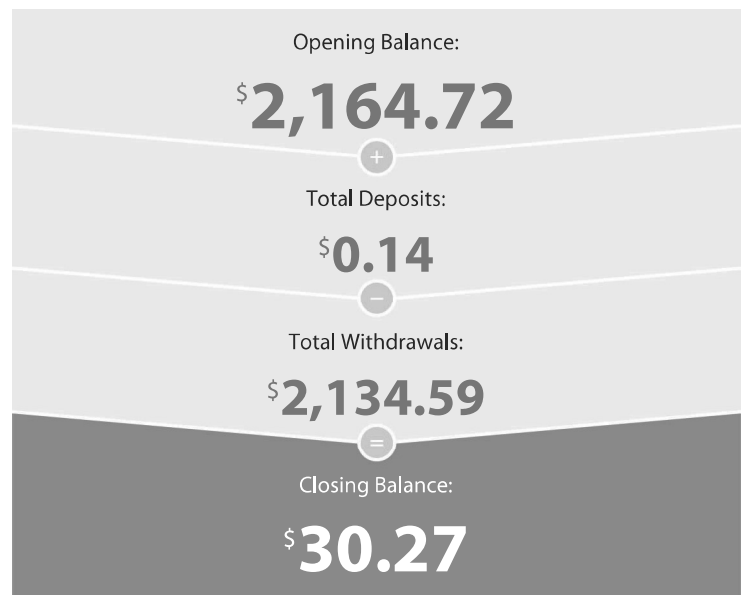 Opening Balance:
$2,164.72
+
Total Deposits:
$0.14
−
Total Withdrawals:
$2,134.59
=
Closing Balance:
$30.27